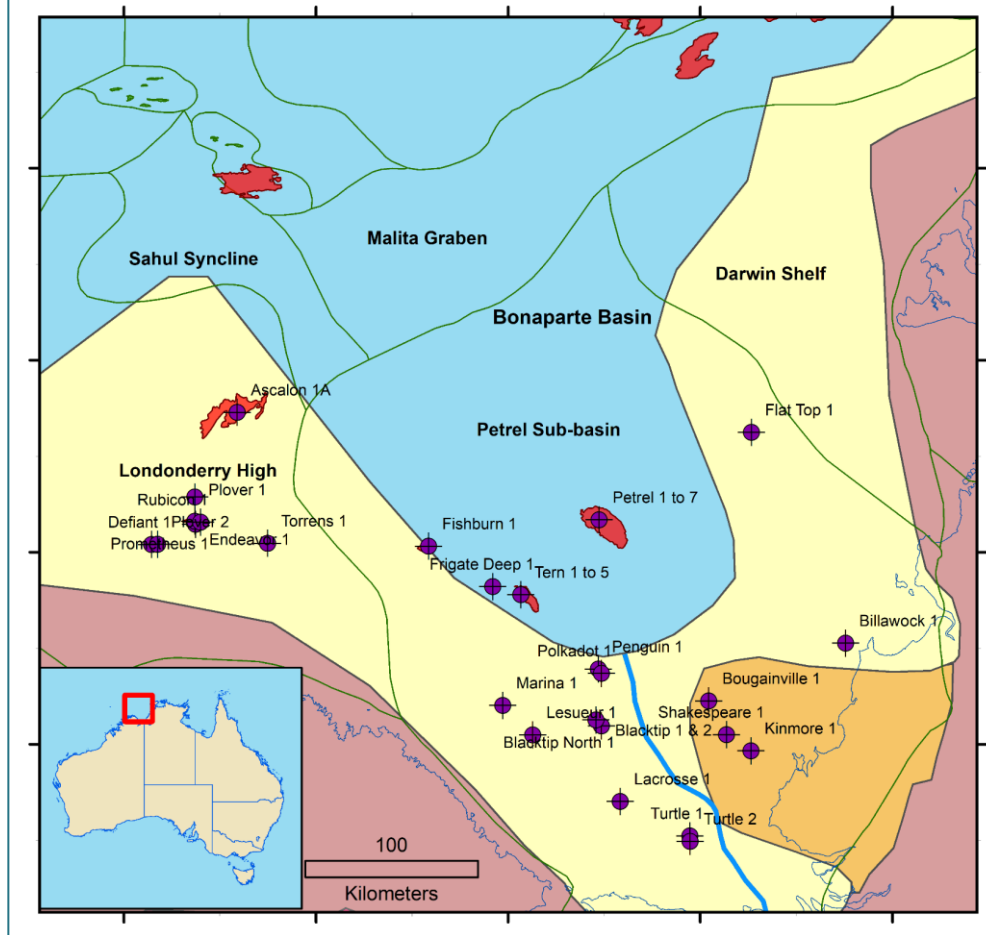 Malita Graben
Sahul Syncline
Darwin Shelf
Bonaparte Basin
Ascalon 1A
Flat Top 1
Petrel Sub-basin
Londonderry High
Plover 1
Rubicon 1
Petrel 1 to 7
Defiant 1
Plover 2
Torrens 1
Fishburn 1
Prometheus 1
Endeavor 1
Frigate Deep 1
Tern 1 to 5
Billawock 1
Polkadot 1
Penguin 1
Bougainville 1
Marina 1
Lesueur 1
Shakespeare 1
Blacktip North 1
Blacktip 1 & 2
Kinmore 1
Lacrosse 1
Turtle 1
Turtle 2
100
Kilometers